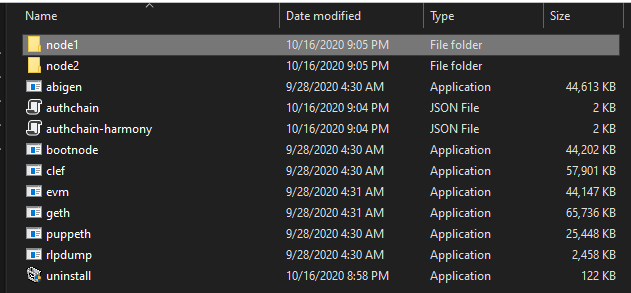 Name Date modified Type Size
node1 10/16/2020 9:05 PM File folder
node2 10/16/2020 9:05 PM File folder
abigen 9/28/2020 4:30 AM Application 44,613 KB
authchain 10/16/2020 9:04 PM JSON File 2 KB
authchain-harmony 10/16/2020 9:04 PM JSON File 2 KB
bootnode 9/28/2020 4:30 AM Application 44,202 KB
clef 9/28/2020 4:30 AM Application 57,901 KB
evm 9/28/2020 4:31 AM Application 44,147 KB
geth 9/28/2020 4:31 AM Application 65,736 KB
puppeth 9/28/2020 4:30 AM Application 25,448 KB
rlpdump 9/28/2020 4:30 AM Application 2,458 KB
uninstall 10/16/2020 8:58 PM Application 122 KB